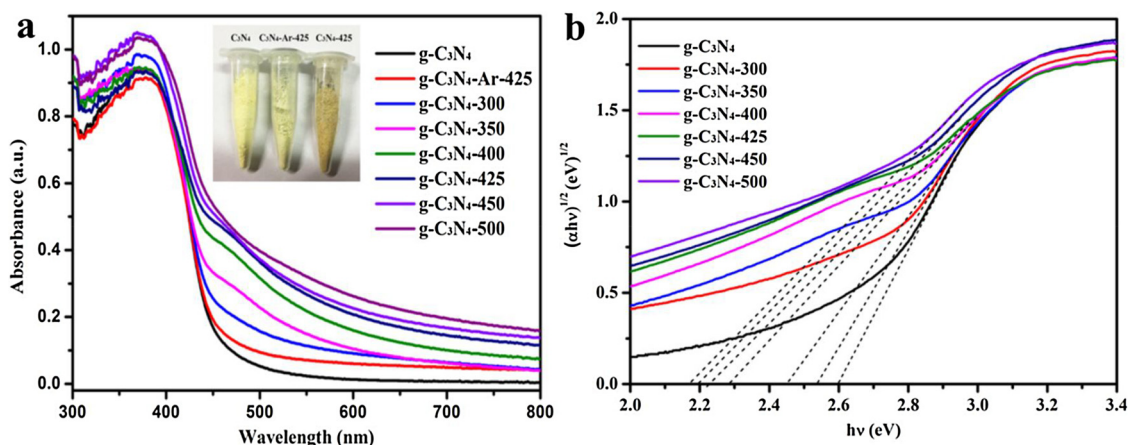 a
C₃N₄ C₃N₄-Ar-425 C₃N₄-425
g-C₃N₄
g-C₃N₄-Ar-425
g-C₃N₄-300
g-C₃N₄-350
g-C₃N₄-400
g-C₃N₄-425
g-C₃N₄-450
g-C₃N₄-500
Absorbance (a.u.)
1.0
0.8
0.6
0.4
0.2
0.0
300 400 500 600 700 800
Wavelength (nm)
b
g-C₃N₄
g-C₃N₄-300
g-C₃N₄-350
g-C₃N₄-400
g-C₃N₄-425
g-C₃N₄-450
g-C₃N₄-500
(αhν)^1/2 (eV)^1/2
2.0
1.5
1.0
0.5
0.0
2.0 2.2 2.4 2.6 2.8 3.0 3.2 3.4
hν (eV)